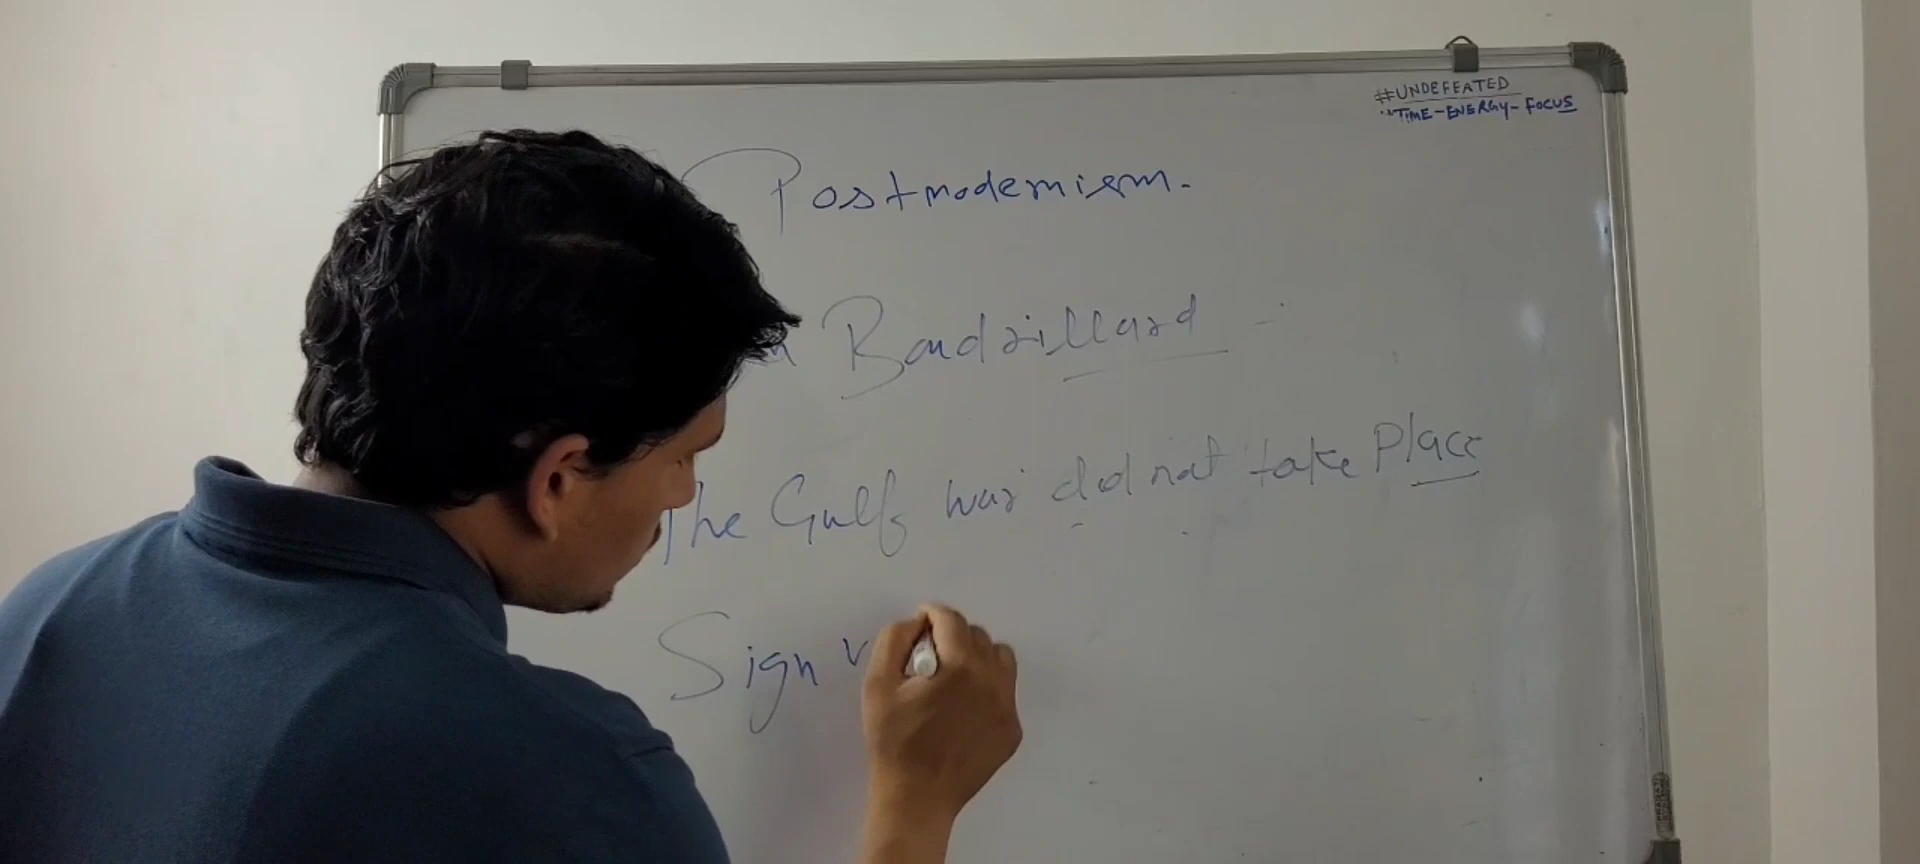 #UNDEFEATED
TIME-ENERGY-FOCUS
Postmodernism.
Baudrillard -
The Gulf war did not take Place
Sign